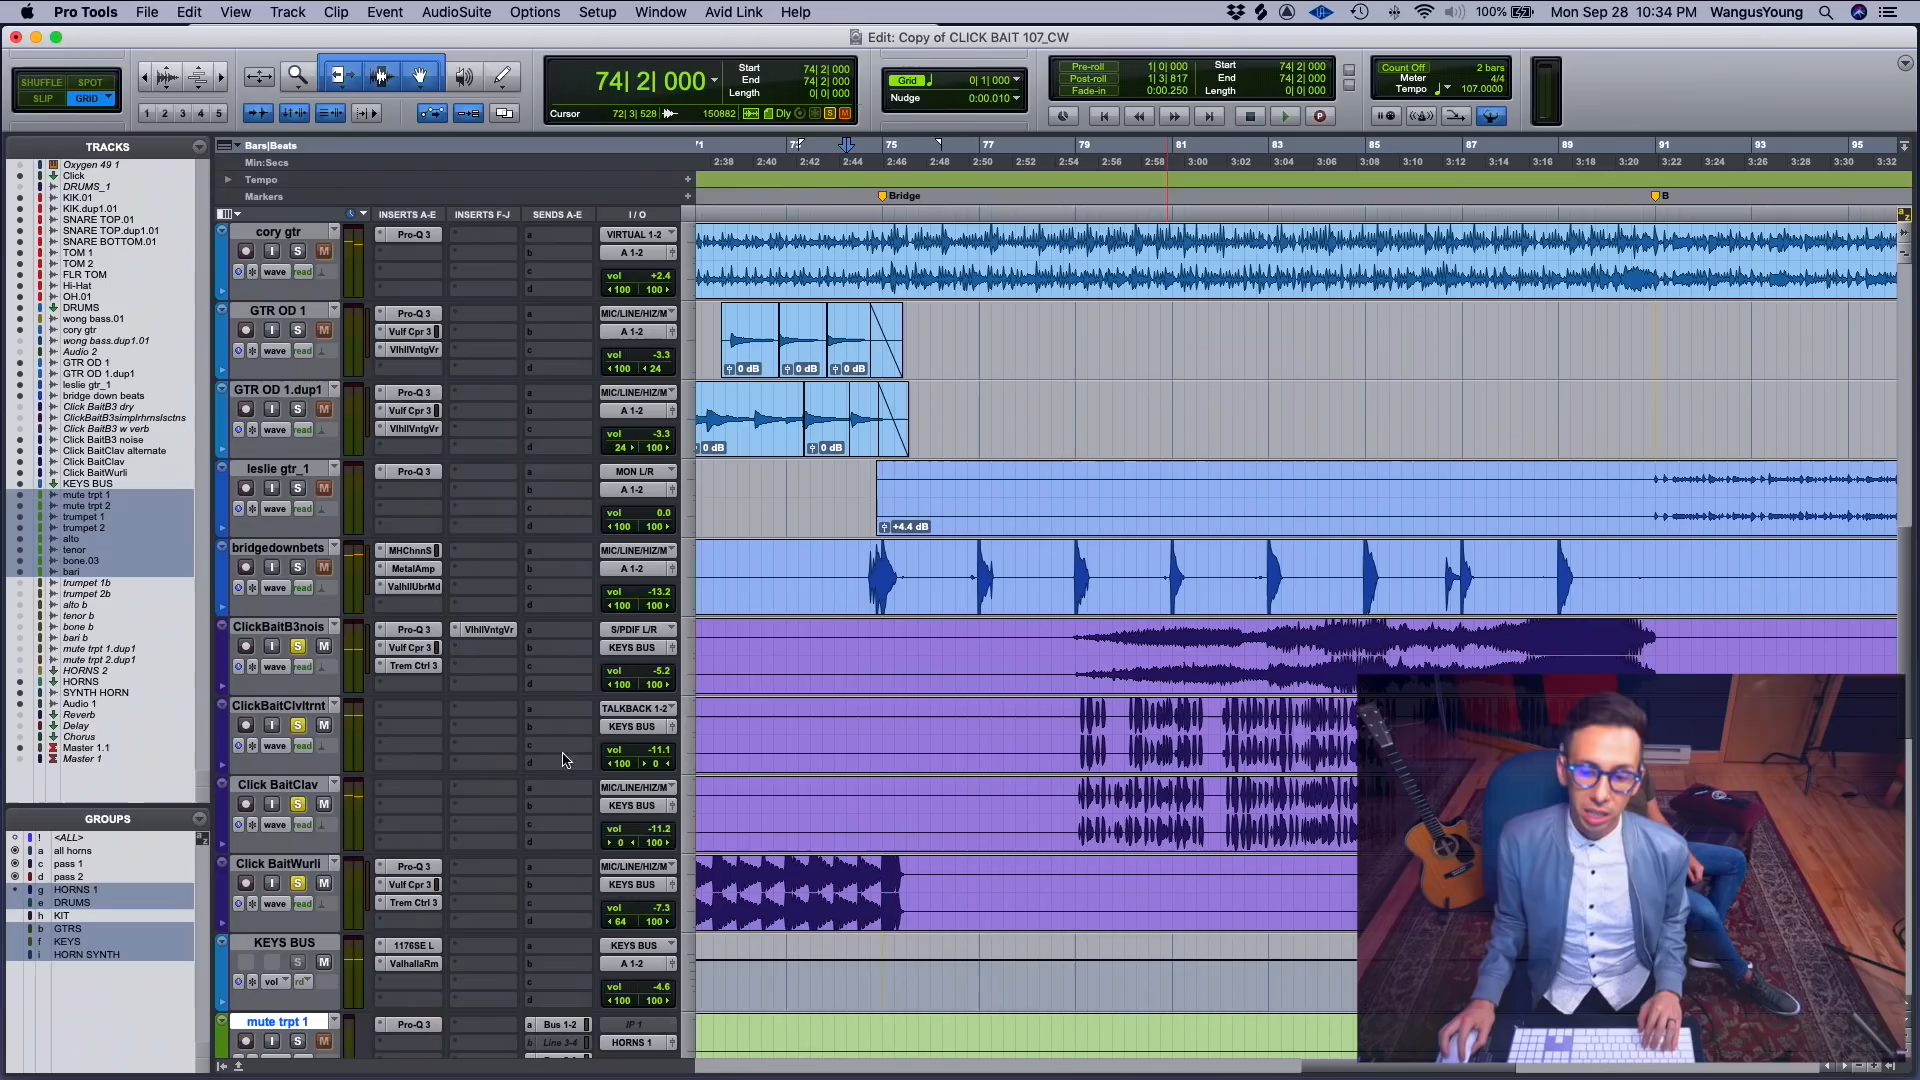 Pro Tools File Edit View Track Clip Event AudioSuite Options Setup Window Avid Link Help 100% Mon Sep 28 10:34 PM WangusYoung
Edit: Copy of CLICK BAIT 107_CW
SHUFFLE SPOT
SLIP GRID
1 2 3 4 5
74| 2| 000
Start 74| 2| 000
End 74| 2| 000
Length 0| 0| 000
Cursor 72| 3| 528 150882 Dly S M
Grid 0| 1| 000
Nudge 0:00.010
Pre-roll 1| 0| 000
Post-roll 1| 3| 817
Fade-in 0:00.250
Start 74| 2| 000
End 74| 2| 000
Length 0| 0| 000
Count Off 2 bars
Meter 4/4
Tempo 107.0000
TRACKS
Oxygen 49 1
Click
DRUMS_1
KIK.01
KIK.dup1.01
SNARE TOP.01
SNARE TOP.dup1.01
SNARE BOTTOM.01
TOM 1
TOM 2
FLR TOM
Hi-Hat
OH.01
DRUMS
wong bass.01
cory gtr
wong bass.dup1.01
Audio 2
GTR OD 1
GTR OD 1.dup1
leslie gtr_1
bridge down beats
Click BaitB3 dry
ClickBaitB3simplrhrnslsctns
Click BaitB3 w verb
Click BaitB3 noise
Click BaitClav alternate
Click BaitClav
Click BaitWurli
KEYS BUS
mute trpt 1
mute trpt 2
trumpet 1
trumpet 2
alto
tenor
bone.03
bari
trumpet 1b
trumpet 2b
alto b
tenor b
bone b
bari b
mute trpt 1.dup1
mute trpt 2.dup1
HORNS 2
HORNS
SYNTH HORN
Audio 1
Reverb
Delay
Chorus
Master 1.1
Master 1
GROUPS
! <ALL>
a all horns
c pass 1
d pass 2
g HORNS 1
e DRUMS
h KIT
b GTRS
f KEYS
i HORN SYNTH
Bars|Beats 75 77 79 81 83 85 87 89 91 93 95
Min:Secs 2:38 2:40 2:42 2:44 2:46 2:50 2:52 2:54 2:56 2:58 3:00 3:02 3:04 3:06 3:08 3:10 3:12 3:14 3:16 3:18 3:20 3:22 3:24 3:26 3:28 3:30 3:32
Tempo
Markers Bridge B
INSERTS A-E INSERTS F-J SENDS A-E I / O
cory gtr Pro-Q 3 a VIRTUAL 1-2
I S M b A 1-2
wave read c vol +2.4
d 100 100
GTR OD 1 Pro-Q 3 a MIC/LINE/HIZ/M
I S M Vulf Cpr 3 b A 1-2
wave read VlhllVntgVr c vol -3.3
d 100 24 0 dB 0 dB 0 dB
GTR OD 1.dup1 Pro-Q 3 a MIC/LINE/HIZ/M
I S M Vulf Cpr 3 b A 1-2
wave read VlhllVntgVr c vol -3.3
d 24 100 0 dB 0 dB
leslie gtr_1 Pro-Q 3 a MON L/R
I S M b A 1-2
wave read c vol 0.0
d 100 100 +4.4 dB
bridgedownbets MHChnnS a MIC/LINE/HIZ/M
I S M MetalAmp b A 1-2
wave read ValhllUbrMd c vol -13.2
d 100 100
ClickBaitB3nois Pro-Q 3 VlhllVntgVr a S/PDIF L/R
I S M Vulf Cpr 3 b KEYS BUS
wave read Trem Ctrl 3 c vol -5.2
d 100 100
ClickBaitClvltrnt a TALKBACK 1-2
I S M b KEYS BUS
wave read c vol -11.1
d 100 0
Click BaitClav a MIC/LINE/HIZ/M
I S M b KEYS BUS
wave read c vol -11.2
d 0 100
Click BaitWurli Pro-Q 3 a MIC/LINE/HIZ/M
I S M Vulf Cpr 3 b KEYS BUS
wave read Trem Ctrl 3 c vol -7.3
d 64 100
KEYS BUS 1176SE L a KEYS BUS
S M ValhallaRm b A 1-2
vol rd c vol -4.6
d 100 100
mute trpt 1 Pro-Q 3 a Bus 1-2 IP 1
I S M b Line 3-4 HORNS 1